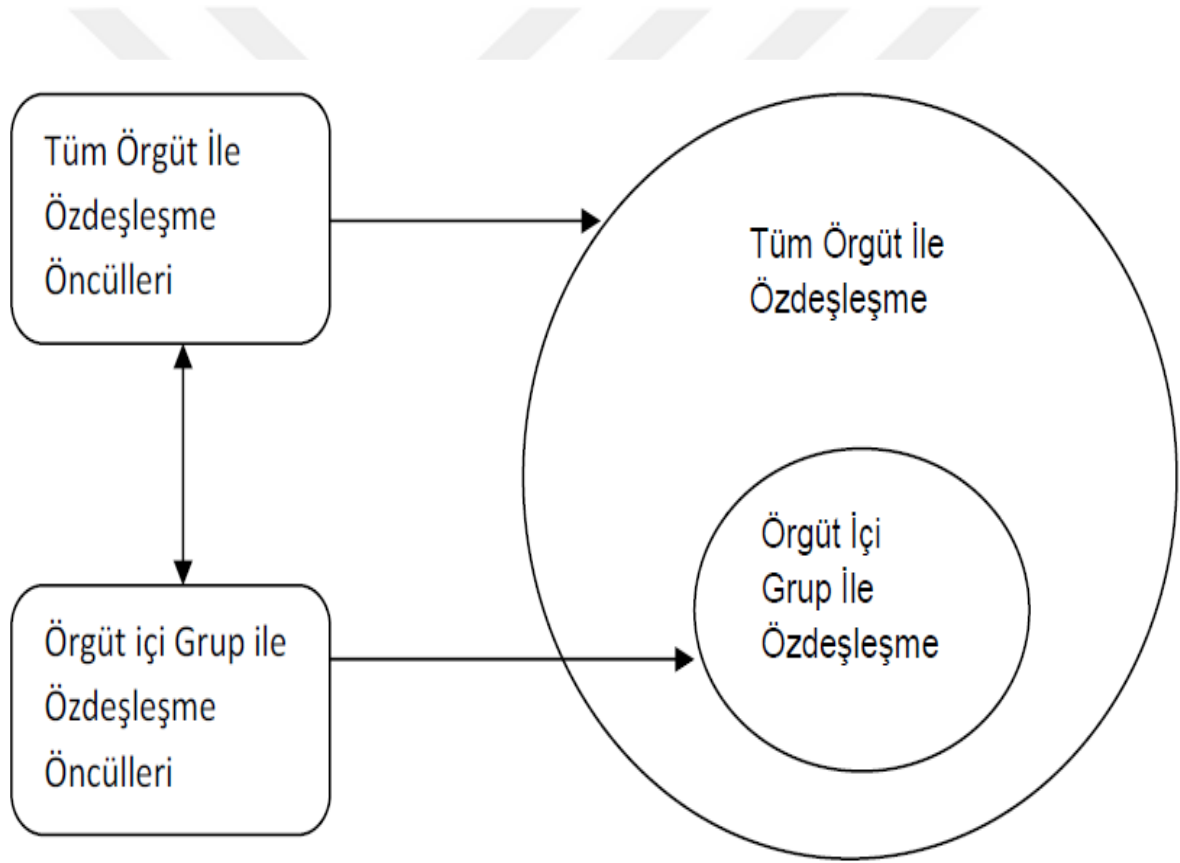 Tüm Örgüt İle
Özdeşleşme
Öncülleri
Tüm Örgüt İle
Özdeşleşme
Örgüt İçi
Grup İle
Özdeşleşme
Örgüt içi Grup ile
Özdeşleşme
Öncülleri